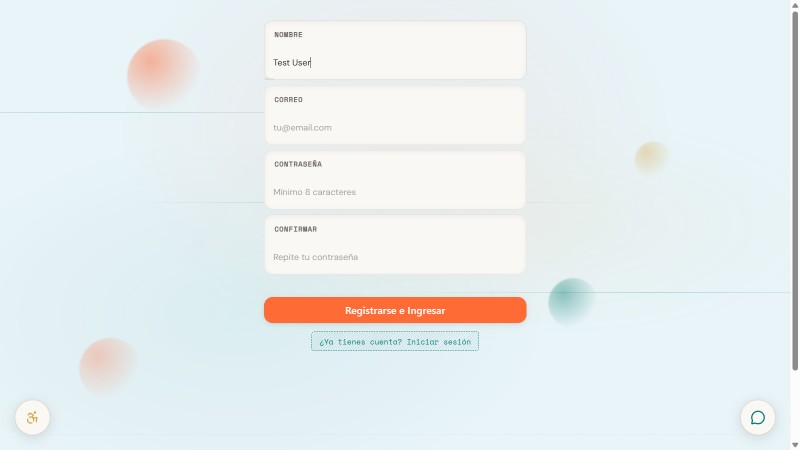 NOMBRE
Test User
CORREO
tu@email.com
CONTRASEÑA
Mínimo 8 caracteres
CONFIRMAR
Repite tu contraseña
Registrarse e Ingresar
¿Ya tienes cuenta? Iniciar sesión